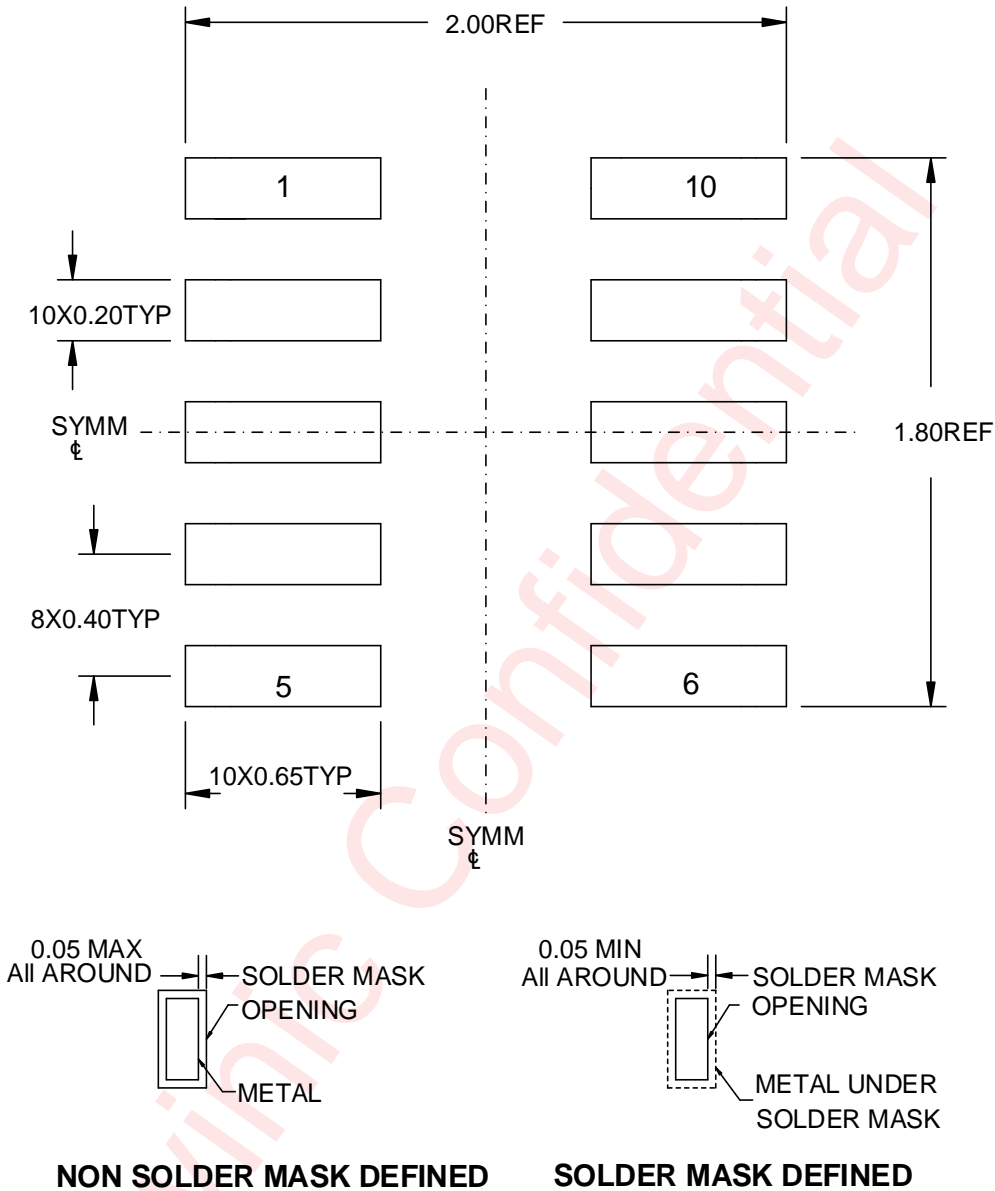 2.00REF
1
10
10X0.20TYP
SYMM
℄
1.80REF
8X0.40TYP
5
6
10X0.65TYP
SYMM
℄
0.05 MAX
All AROUND
SOLDER MASK
OPENING
METAL
0.05 MIN
All AROUND
SOLDER MASK
OPENING
METAL UNDER
SOLDER MASK
NON SOLDER MASK DEFINED
SOLDER MASK DEFINED
Confidential